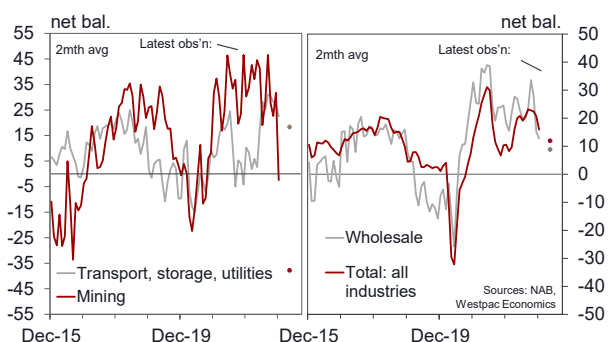 net bal.
net bal.
55
45
35
25
15
5
-5
-15
-25
-35
-45
-55
2mth avg
Latest obs'n:
Transport, storage, utilities
Mining
Dec-15
Dec-19
2mth avg
Latest obs'n:
Wholesale
Total: all
industries
Sources: NAB,
Westpac Economics
Dec-15
Dec-19
50
40
30
20
10
0
-10
-20
-30
-40
-50